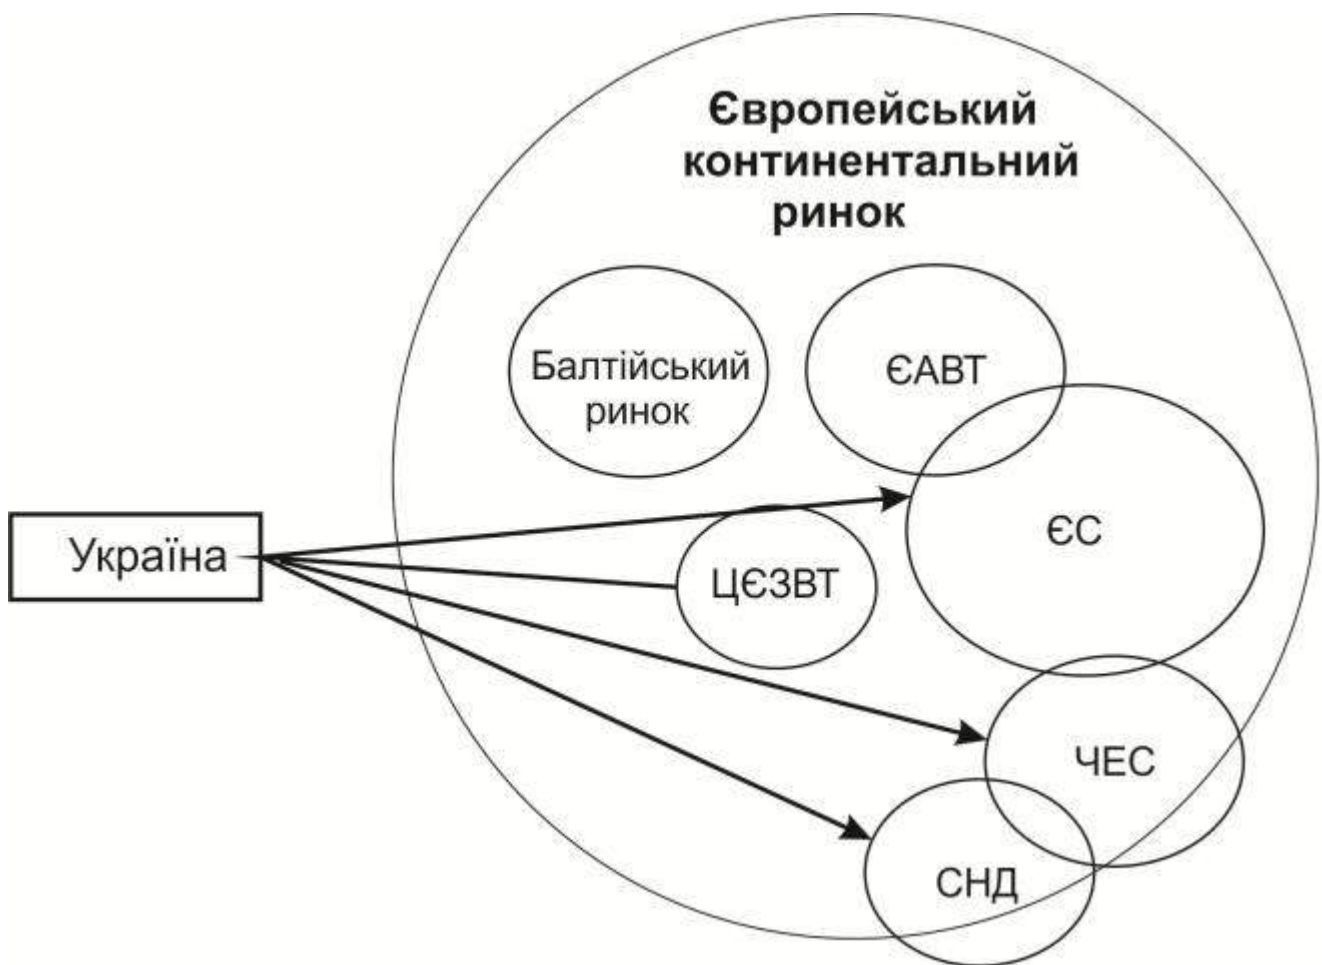 Європейський
континентальний
ринок
Балтійський
ринок
ЄАВТ
Україна
ЄС
ЦЄЗВТ
ЧЕС
СНД